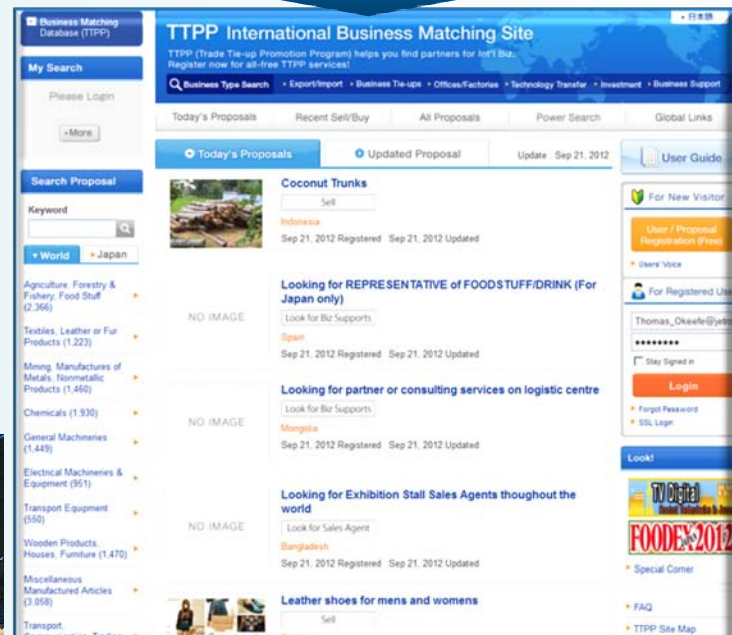 Business Matching
Database (TTPP)
My Search
Please Login
More
Search Proposal
Keyword
World
Japan
Agriculture, Forestry &
Fishery, Food Stuff
(2,366)
Textiles, Leather or Fur
Products (1,223)
Mining, Manufactures of
Metals, Nonmetallic
Products (1,460)
Chemicals (1,930)
General Machineries
(1,449)
Electrical Machineries &
Equipment (951)
Transport Equipment
(550)
Wooden Products,
Houses, Furniture (1,470)
Miscellaneous
Manufactured Articles
(3,058)
Transport,
日本語
TTPP International Business Matching Site
TTPP (Trade Tie-up Promotion Program) helps you find partners for Int'l Biz.
Register now for all-free TTPP services!
Business Type Search
Export/Import
Business Tie-ups
Offices/Factories
Technology Transfer
Investment
Business Support
Today's Proposals
Recent Sell/Buy
All Proposals
Power Search
Global Links
Today's Proposals
Updated Proposal
Update : Sep 21, 2012
Coconut Trunks
Sell
Indonesia
Sep 21, 2012 Registered Sep 21, 2012 Updated
NO IMAGE
Looking for REPRESENTATIVE of FOODSTUFF/DRINK (For
Japan only)
Look for Biz Supports
Spain
Sep 21, 2012 Registered Sep 21, 2012 Updated
NO IMAGE
Looking for partner or consulting services on logistic centre
Look for Biz Supports
Mongolia
Sep 21, 2012 Registered Sep 21, 2012 Updated
NO IMAGE
Looking for Exhibition Stall Sales Agents thoughout the
world
Look for Sales Agent
Bangladesh
Sep 21, 2012 Registered Sep 21, 2012 Updated
Leather shoes for mens and womens
Sell
User Guide
For New Visitor
User / Proposal
Registration (Free)
Users' Voice
For Registered Use
Thomas_Okeefe@jetro
Stay Signed in
Login
Forgot Password
SSL Login
Look!
TV Digital
FOODEX 2012
Special Corner
FAQ
TTPP Site Map